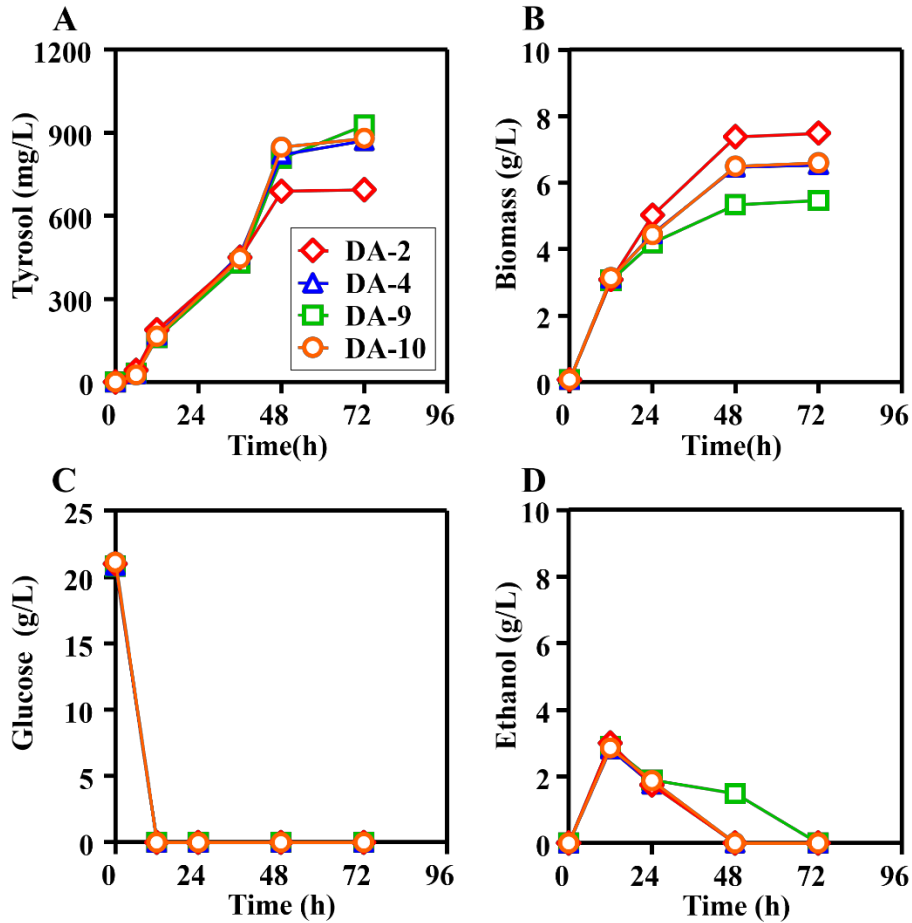 A
1200
900
600
300
0
Tyrosol (mg/L)
DA-2
DA-4
DA-9
DA-10
0 24 48 72 96
Time(h)
B
10
8
6
4
2
0
Biomass (g/L)
0 24 48 72 96
Time(h)
C
25
20
15
10
5
0
Glucose (g/L)
0 24 48 72 96
Time (h)
D
10
8
6
4
2
0
Ethanol (g/L)
0 24 48 72 96
Time (h)